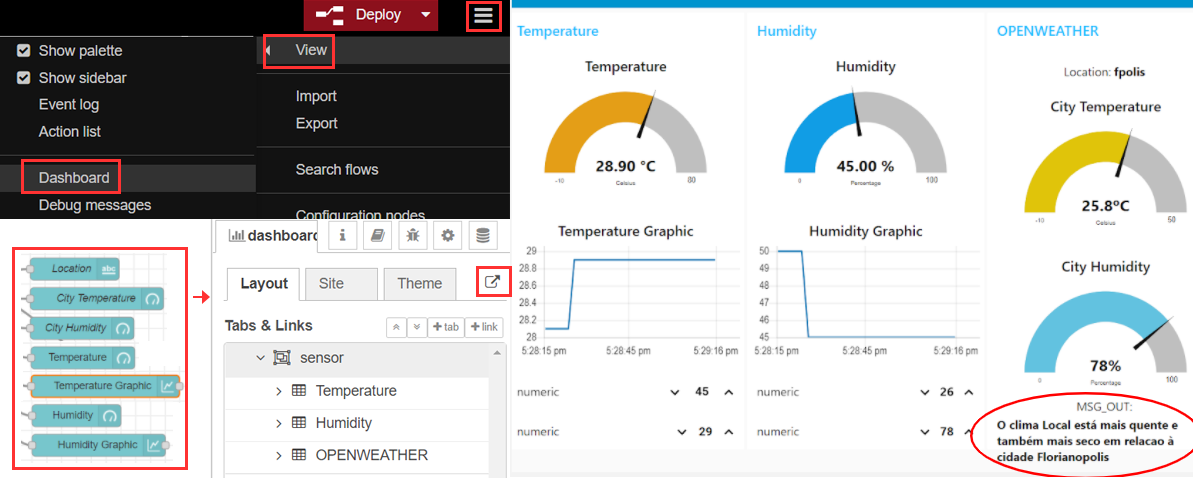 Deploy
Show palette
Show sidebar
Event log
Action list
Dashboard
Debug messages
View
Import
Export
Search flows
Configuration nodes
Location
abc
City Temperature
City Humidity
Temperature
Temperature Graphic
Humidity
Humidity Graphic
dashboard
i
Layout
Site
Theme
Tabs & Links
+ tab
+ link
sensor
Temperature
Humidity
OPENWEATHER
Temperature
Temperature
28.90 °C
-10
Celsius
80
Temperature Graphic
29
28.8
28.6
28.4
28.2
28
5:28:15 pm
5:28:45 pm
5:29:16 pm
numeric
45
numeric
29
Humidity
Humidity
45.00 %
0
Percentage
100
Humidity Graphic
50
49
48
47
46
45
5:28:15 pm
5:28:45 pm
5:29:16 pm
numeric
26
numeric
78
OPENWEATHER
Location: fpolis
City Temperature
25.8ºC
-10
Celsius
50
City Humidity
78%
0
Percentage
100
MSG_OUT:
O clima Local está mais quente e
também mais seco em relacao à
cidade Florianopolis